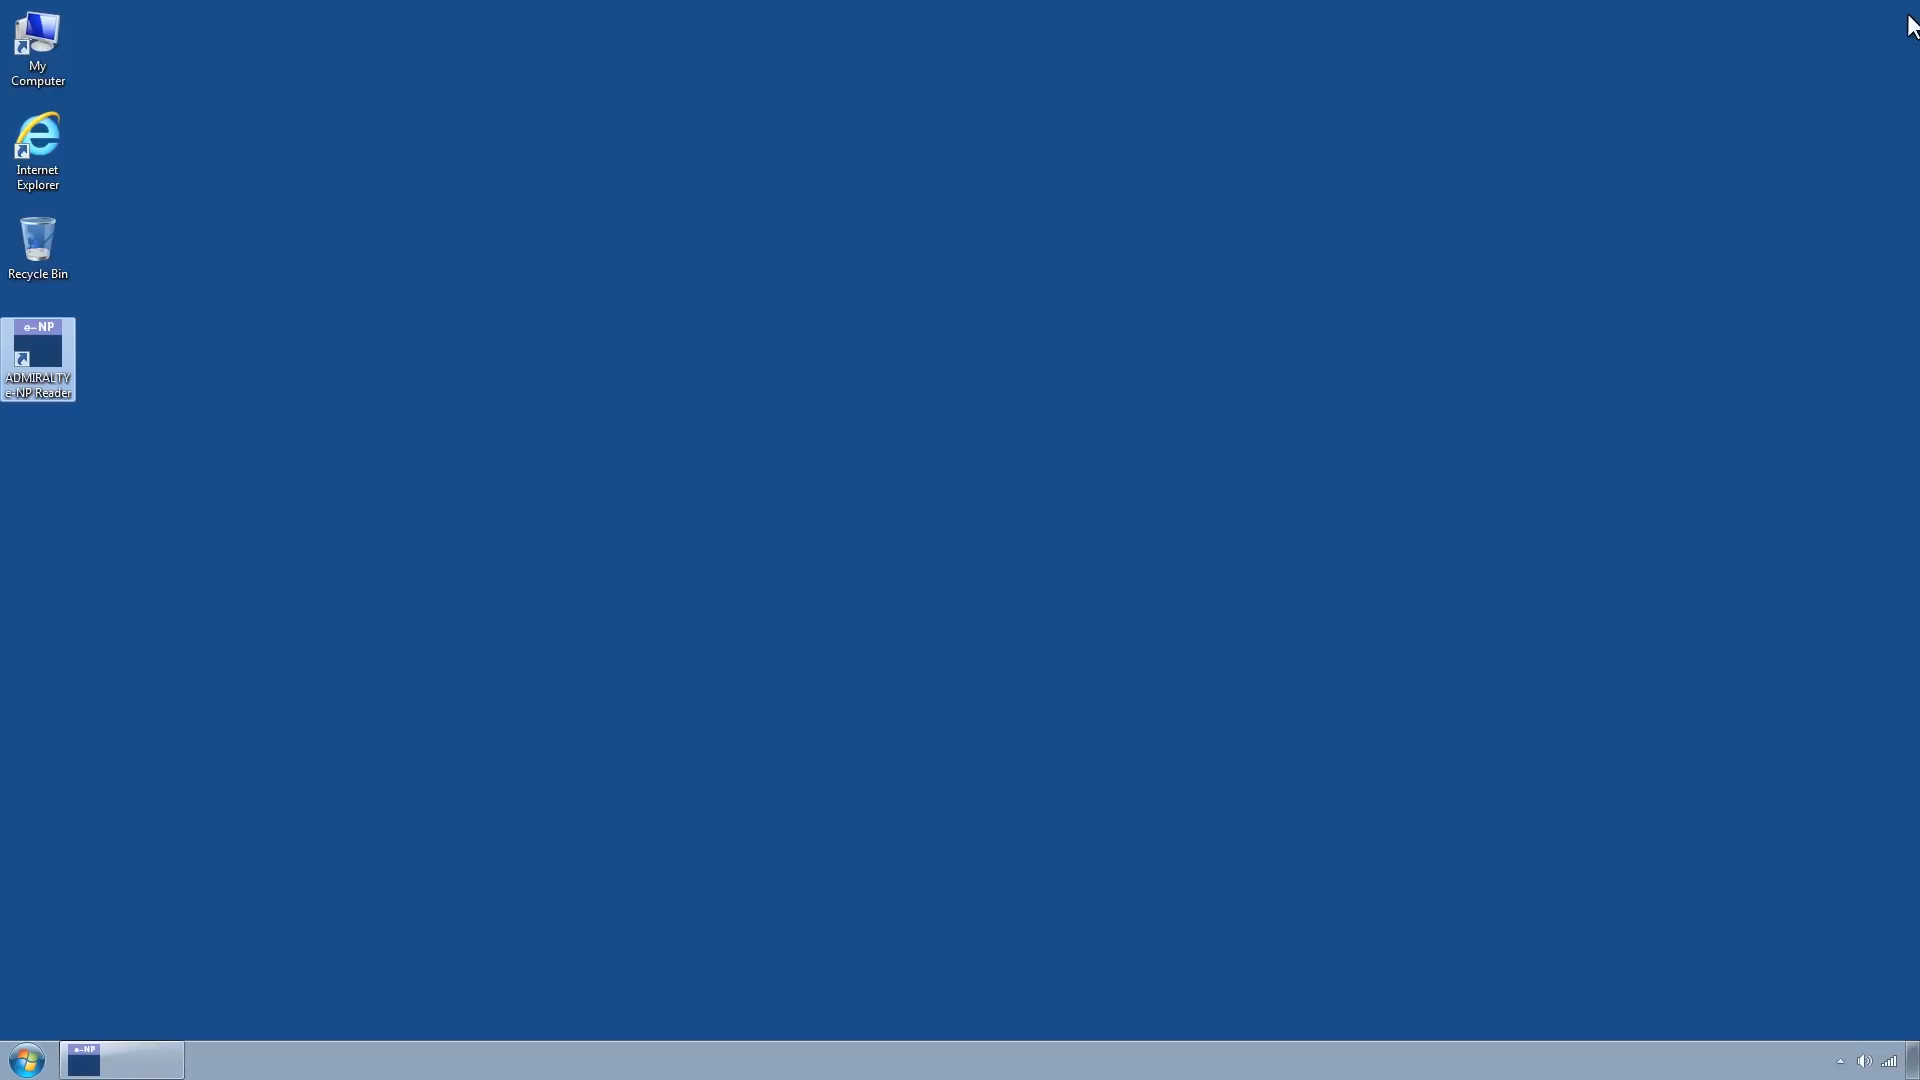 My
Computer
Internet
Explorer
Recycle Bin
e-NP
ADMIRALTY
e-NP Reader
e-NP